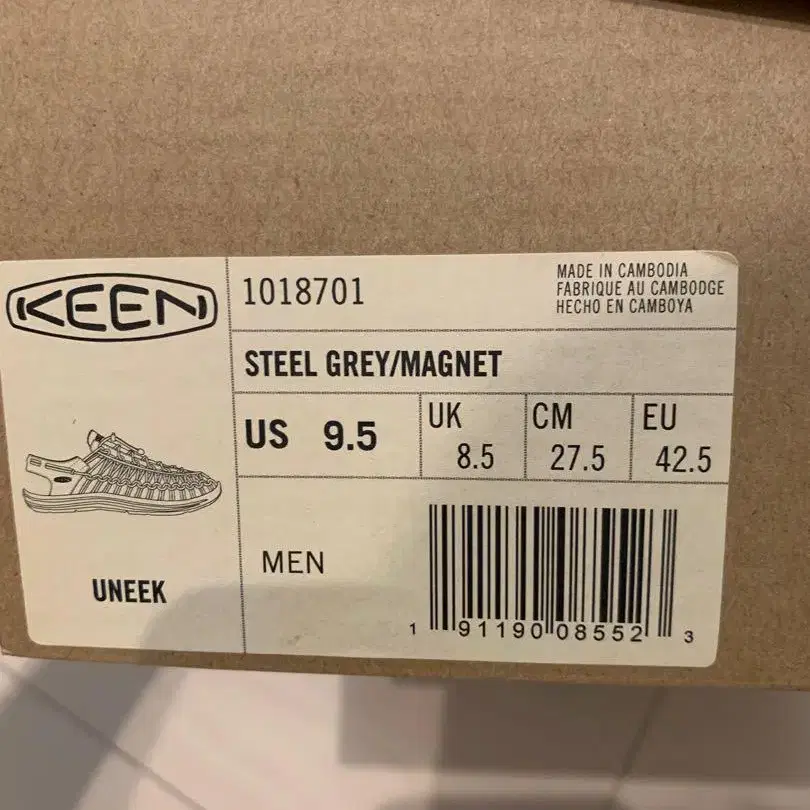 KEEN
1018701
MADE IN CAMBODIA
FABRIQUE AU CAMBODGE
HECHO EN CAMBOYA
STEEL GREY/MAGNET
US 9.5
UK 8.5
CM 27.5
EU 42.5
UNEEK
MEN
1 91190 08552 3